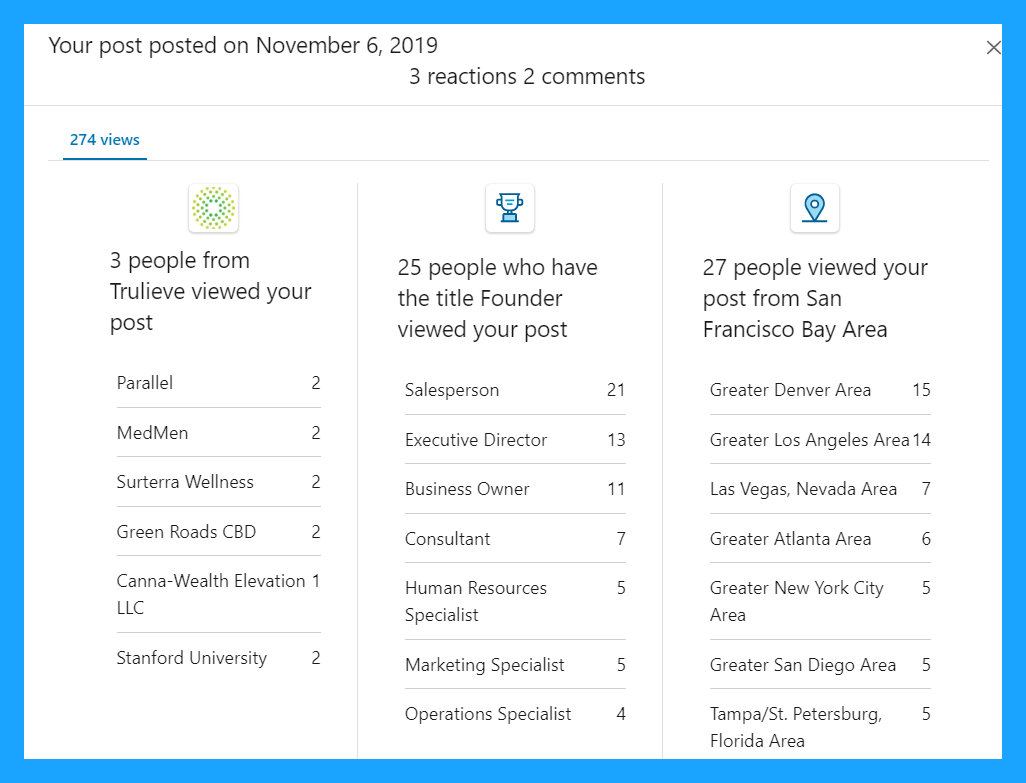 Your post posted on November 6, 2019
3 reactions 2 comments
274 views
3 people from
Trulieve viewed your
post
Parallel 2
MedMen 2
Surterra Wellness 2
Green Roads CBD 2
Canna-Wealth Elevation 1
LLC
Stanford University 2
25 people who have
the title Founder
viewed your post
Salesperson 21
Executive Director 13
Business Owner 11
Consultant 7
Human Resources 5
Specialist
Marketing Specialist 5
Operations Specialist 4
27 people viewed your
post from San
Francisco Bay Area
Greater Denver Area 15
Greater Los Angeles Area 14
Las Vegas, Nevada Area 7
Greater Atlanta Area 6
Greater New York City 5
Area
Greater San Diego Area 5
Tampa/St. Petersburg, 5
Florida Area